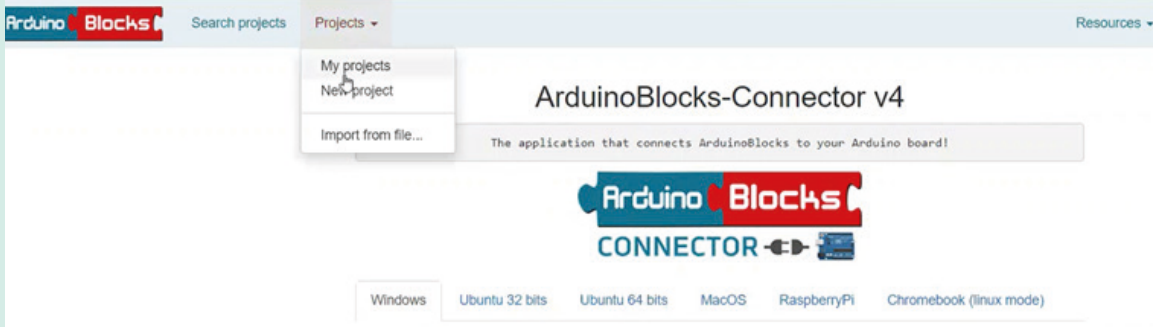 Arduino Blocks Search projects Projects Resources
My projects
New project
Import from file...
ArduinoBlocks-Connector v4
The application that connects ArduinoBlocks to your Arduino board!
Arduino Blocks
CONNECTOR
Windows Ubuntu 32 bits Ubuntu 64 bits MacOS RaspberryPi Chromebook (linux mode)